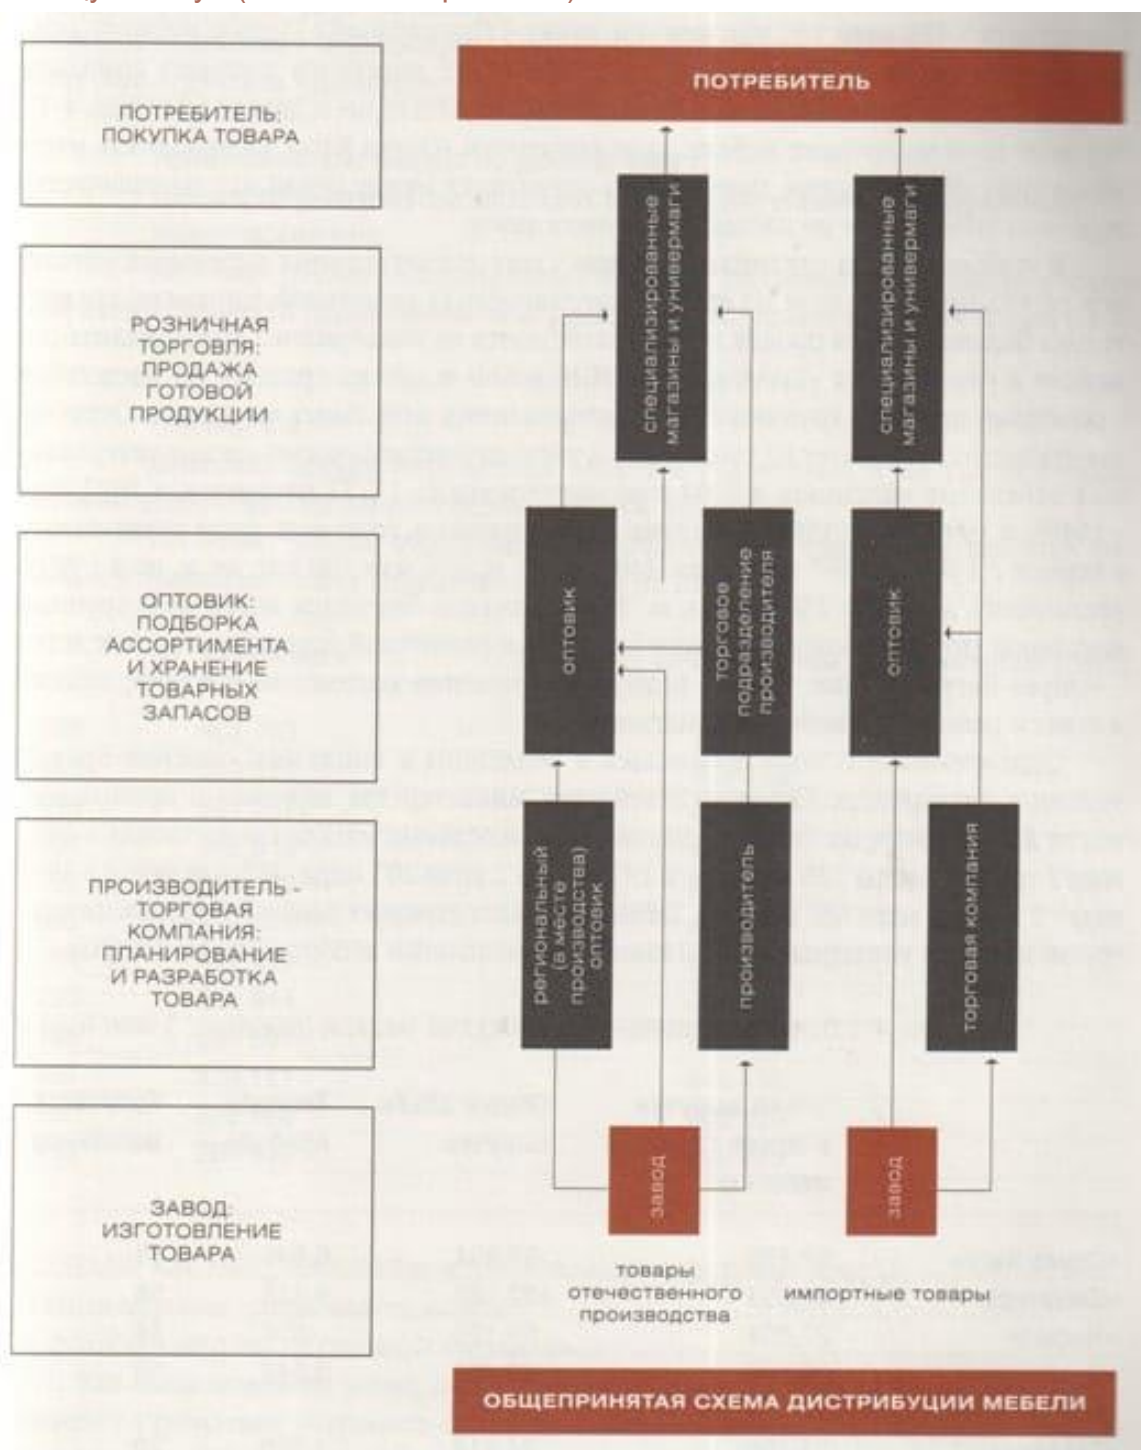 ПОТРЕБИТЕЛЬ:
ПОКУПКА ТОВАРА
РОЗНИЧНАЯ
ТОРГОВЛЯ:
ПРОДАЖА
ГОТОВОЙ
ПРОДУКЦИИ
ОПТОВИК:
ПОДБОРКА
АССОРТИМЕНТА
И ХРАНЕНИЕ
ТОВАРНЫХ
ЗАПАСОВ
ПРОИЗВОДИТЕЛЬ -
ТОРГОВАЯ
КОМПАНИЯ:
ПЛАНИРОВАНИЕ
И РАЗРАБОТКА
ТОВАРА
ЗАВОД:
ИЗГОТОВЛЕНИЕ
ТОВАРА
ПОТРЕБИТЕЛЬ
специализированные
магазины и универмаги
специализированные
магазины и универмаги
оптовик
торговое
подразделение
производителя
оптовик
региональный
(в месте
производства)
оптовик
производитель
торговая компания
завод
завод
товары
отечественного
производства
импортные товары
ОБЩЕПРИНЯТАЯ СХЕМА ДИСТРИБУЦИИ МЕБЕЛИ